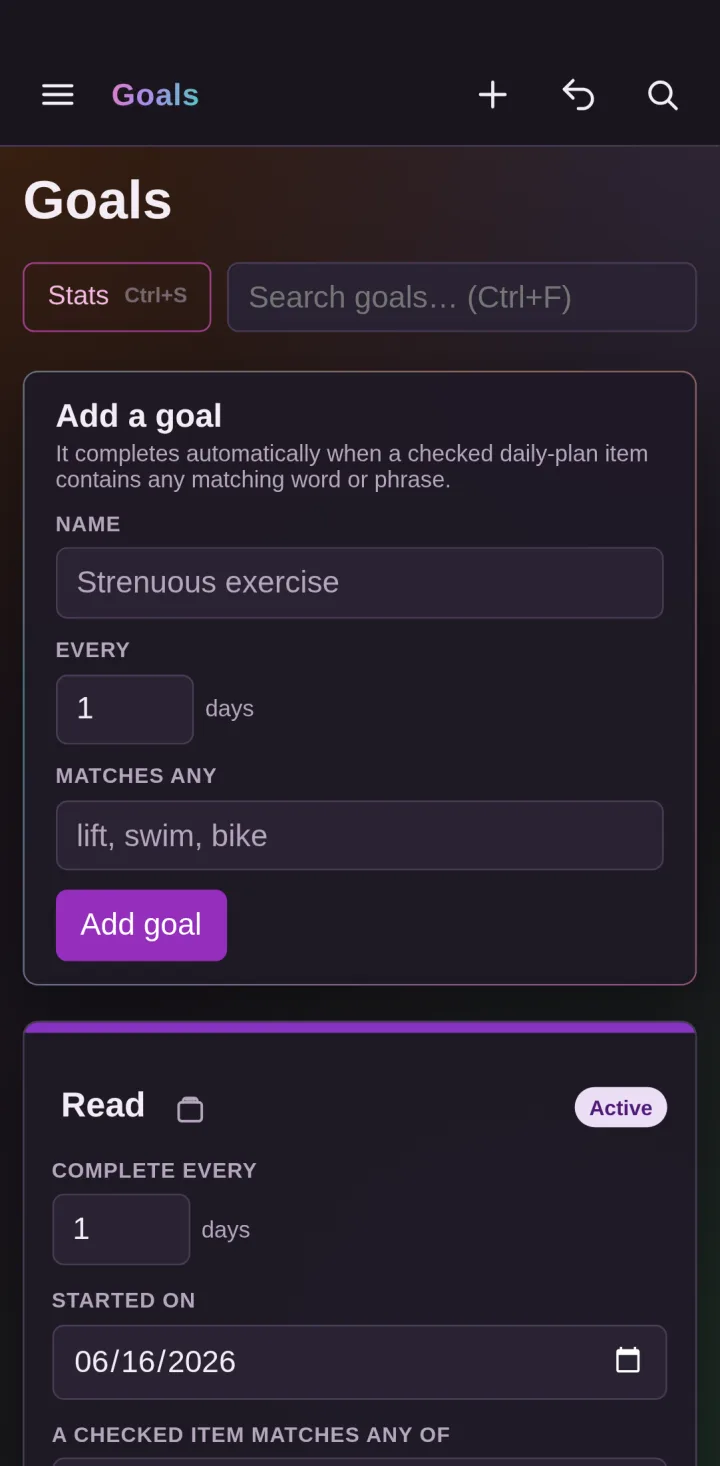 Goals
Goals
Stats Ctrl+S
Search goals… (Ctrl+F)
Add a goal
It completes automatically when a checked daily-plan item
contains any matching word or phrase.
NAME
Strenuous exercise
EVERY
1 days
MATCHES ANY
lift, swim, bike
Add goal
Read
Active
COMPLETE EVERY
1 days
STARTED ON
06/16/2026
A CHECKED ITEM MATCHES ANY OF